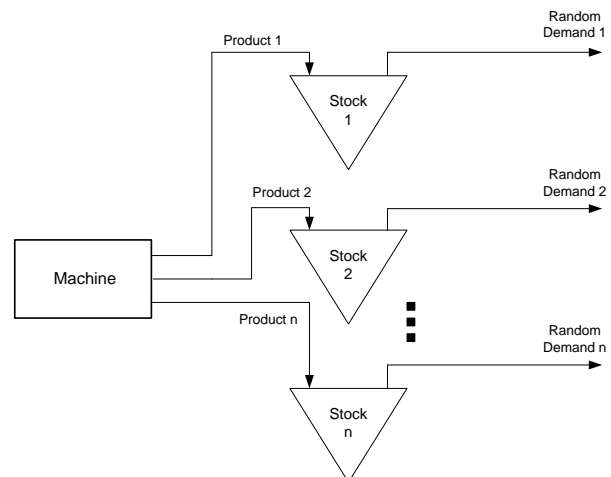 Random
Demand 1
Product 1
Stock
1
Random
Demand 2
Product 2
Stock
2
Machine
Product n
Random
Demand n
Stock
n